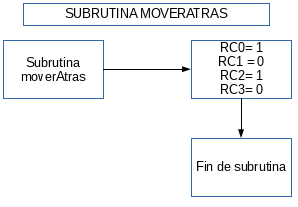 SUBRUTINA MOVERATRAS
Subrutina
moverAtras
RC0= 1
RC1 = 0
RC2= 1
RC3= 0
Fin de subrutina